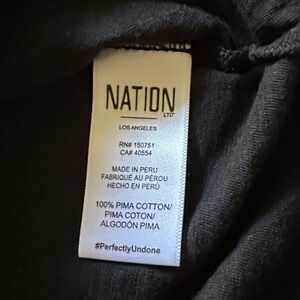 NATION
LTD
LOS ANGELES
RN# 150751
CA# 40554
MADE IN PERU
FABRIQUÉ AU PÉROU
HECHO EN PERÚ
100% PIMA COTTON/
PIMA COTON/
ALGODÓN PIMA
#PerfectlyUndone